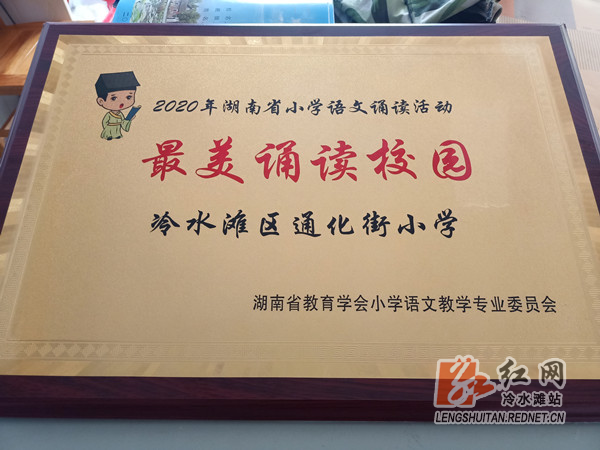 2020年湖南省小学语文诵读活动
最美诵读校园
冷水滩区通化街小学
湖南省教育学会小学语文教学专业委员会
红网
冷水滩站
LENGSHUITAN.REDNET.CN